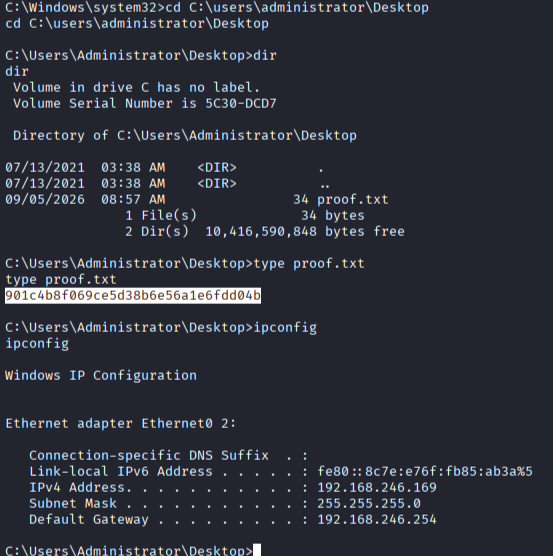 C:\Windows\system32>cd C:\users\administrator\Desktop
cd C:\users\administrator\Desktop

C:\Users\Administrator\Desktop>dir
dir
 Volume in drive C has no label.
 Volume Serial Number is 5C30-DCD7

 Directory of C:\Users\Administrator\Desktop

07/13/2021  03:38 AM    <DIR>          .
07/13/2021  03:38 AM    <DIR>          ..
09/05/2026  08:57 AM                34 proof.txt
               1 File(s)             34 bytes
               2 Dir(s)  10,416,590,848 bytes free

C:\Users\Administrator\Desktop>type proof.txt
type proof.txt
901c4b8f069ce5d38b6e56a1e6fdd04b

C:\Users\Administrator\Desktop>ipconfig
ipconfig

Windows IP Configuration


Ethernet adapter Ethernet0 2:

   Connection-specific DNS Suffix  . :
   Link-local IPv6 Address . . . . . : fe80::8c7e:e76f:fb85:ab3a%5
   IPv4 Address. . . . . . . . . . . : 192.168.246.169
   Subnet Mask . . . . . . . . . . . : 255.255.255.0
   Default Gateway . . . . . . . . . : 192.168.246.254

C:\Users\Administrator\Desktop>